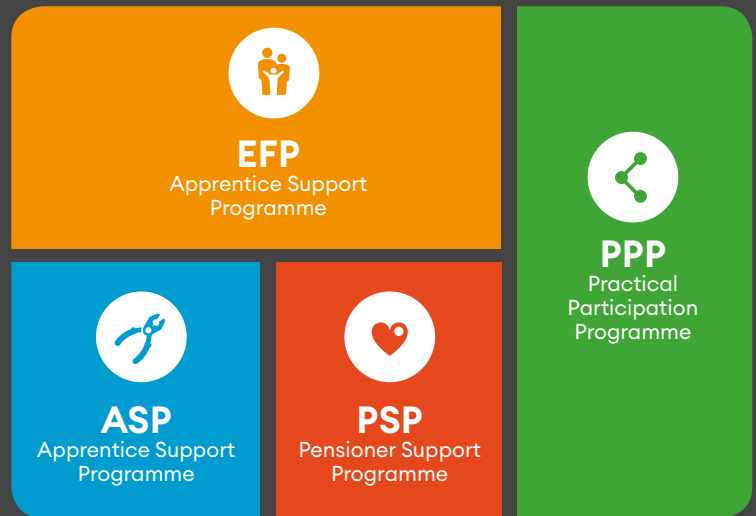 EFP
Apprentice Support
Programme
PPP
Practical
Participation
Programme
ASP
Apprentice Support
Programme
PSP
Pensioner Support
Programme